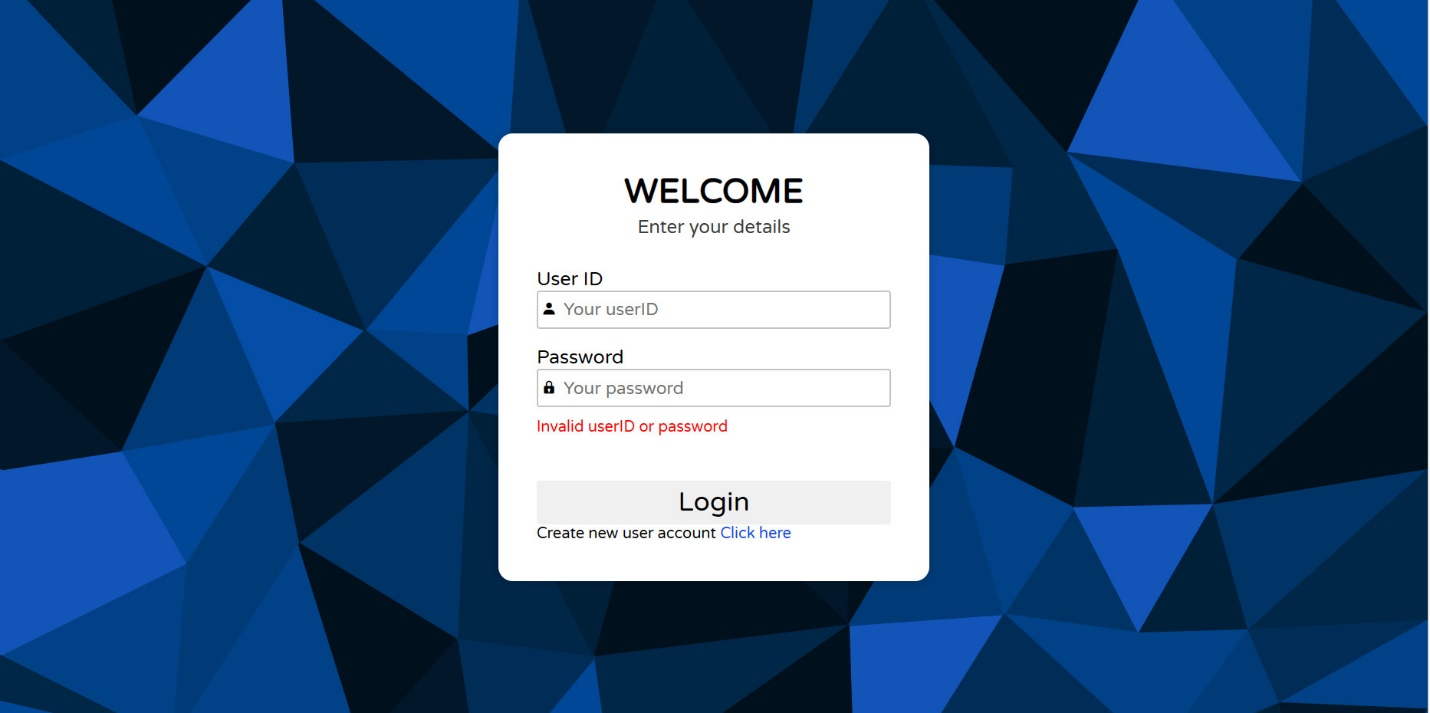 WELCOME
Enter your details
User ID
Your userID
Password
Your password
Invalid userID or password
Login
Create new user account Click here